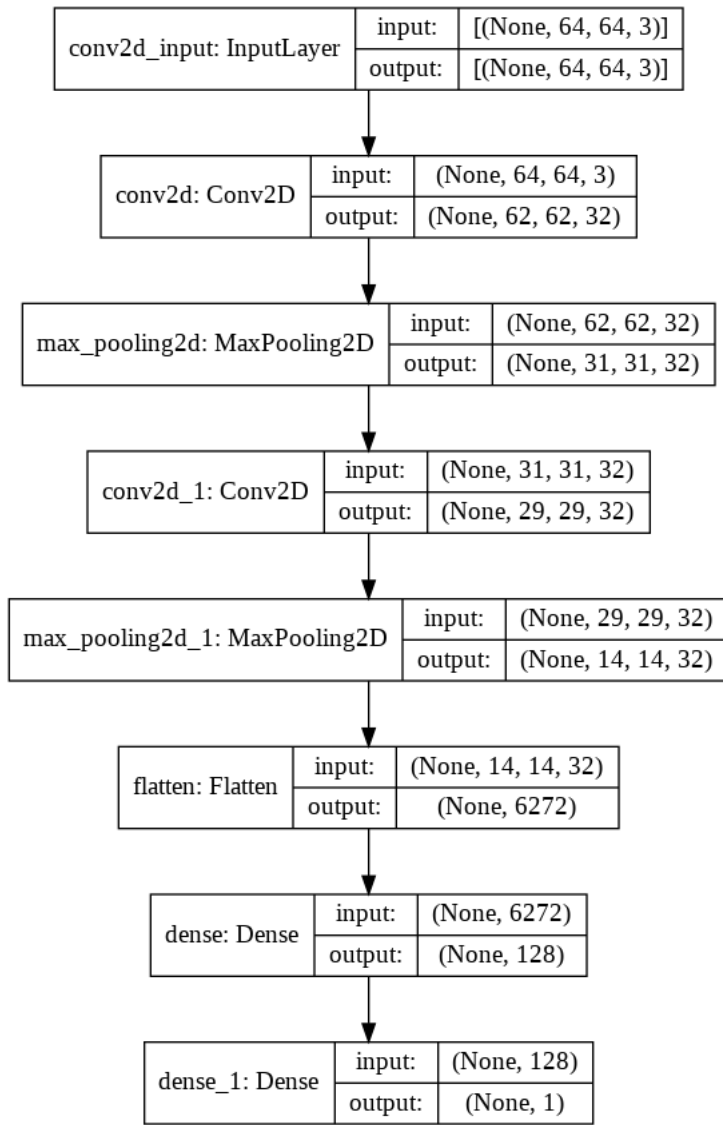 conv2d_input: InputLayer
input:
[(None, 64, 64, 3)]
output:
[(None, 64, 64, 3)]
conv2d: Conv2D
input:
(None, 64, 64, 3)
output:
(None, 62, 62, 32)
max_pooling2d: MaxPooling2D
input:
(None, 62, 62, 32)
output:
(None, 31, 31, 32)
conv2d_1: Conv2D
input:
(None, 31, 31, 32)
output:
(None, 29, 29, 32)
max_pooling2d_1: MaxPooling2D
input:
(None, 29, 29, 32)
output:
(None, 14, 14, 32)
flatten: Flatten
input:
(None, 14, 14, 32)
output:
(None, 6272)
dense: Dense
input:
(None, 6272)
output:
(None, 128)
dense_1: Dense
input:
(None, 128)
output:
(None, 1)